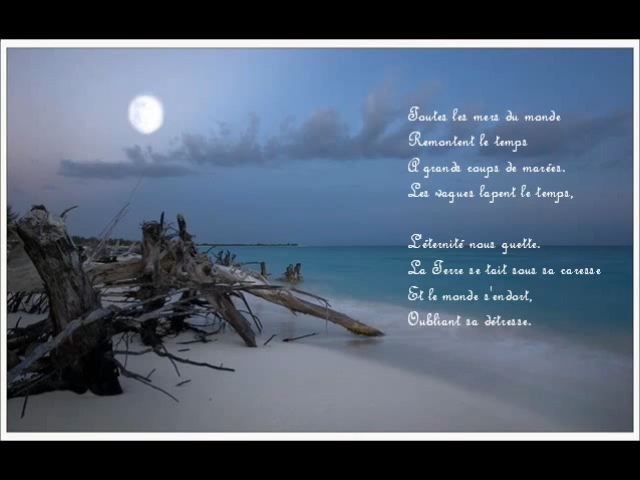 Toutes les mers du monde
Remontent le temps
A grands coups de marées.
Les vagues lapent le temps,
L'éternité nous guette.
La Terre se tait sous sa caresse
Et le monde s'endort,
Oubliant sa détresse.